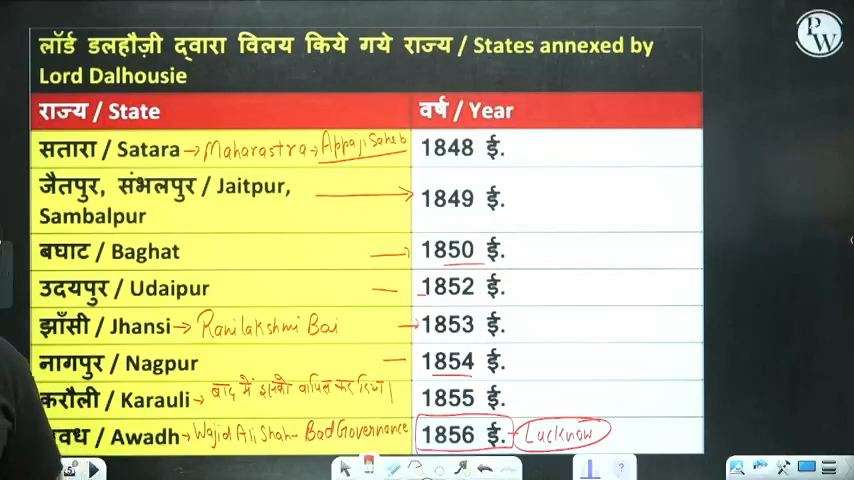 लॉर्ड डलहौज़ी द्वारा विलय किये गये राज्य / States annexed by
Lord Dalhousie
राज्य / State वर्ष / Year
सतारा / Satara → Maharastra → Appaji Saheb 1848 ई.
जैतपुर, संभलपुर / Jaitpur,
Sambalpur → 1849 ई.
बघाट / Baghat → 1850 ई.
उदयपुर / Udaipur — 1852 ई.
झाँसी / Jhansi → Rani lakshmi Bai → 1853 ई.
नागपुर / Nagpur — 1854 ई.
करौली / Karauli → बाद में इसको वापिस कर दिया। 1855 ई.
वध / Awadh → Wajid Ali Shah - Bad Governance 1856 ई. - Lucknow
PW